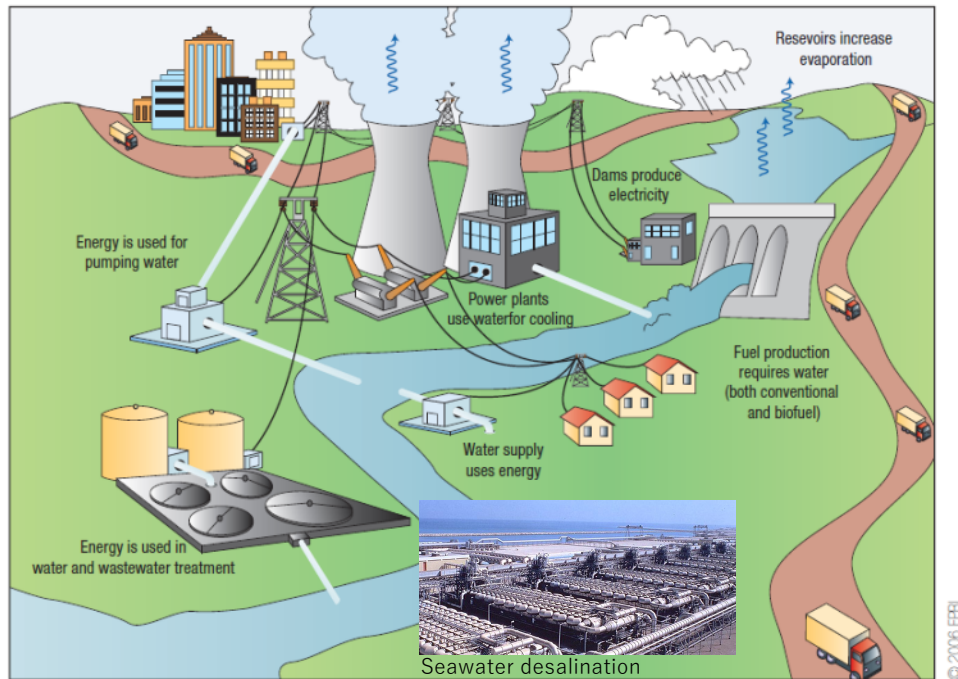 Resevoirs increase
evaporation
Dams produce
electricity
Energy is used for
pumping water
Power plants
use waterfor cooling
Fuel production
requires water
(both conventional
and biofuel)
Water supply
uses energy
Energy is used in
water and wastewater treatment
Seawater desalination
© 2006 EPRI